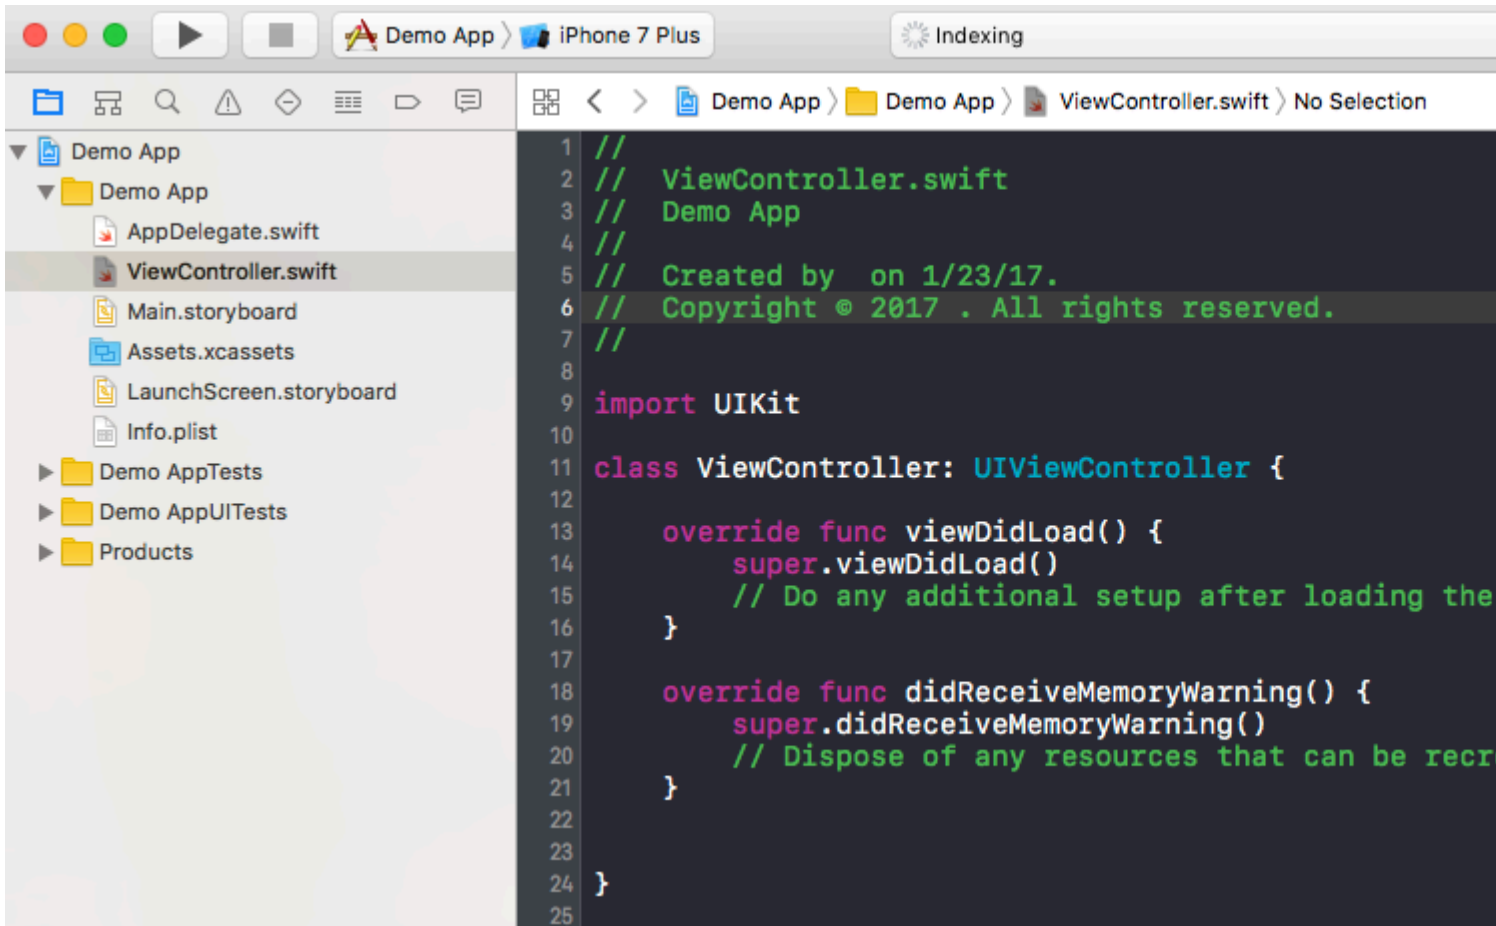 Demo App iPhone 7 Plus
Indexing
Demo App Demo App ViewController.swift No Selection
Demo App
Demo App
AppDelegate.swift
ViewController.swift
Main.storyboard
Assets.xcassets
LaunchScreen.storyboard
Info.plist
Demo AppTests
Demo AppUITests
Products
1 //
2 //  ViewController.swift
3 //  Demo App
4 //
5 //  Created by  on 1/23/17.
6 //  Copyright © 2017 . All rights reserved.
7 //
8
9 import UIKit
10
11 class ViewController: UIViewController {
12
13     override func viewDidLoad() {
14         super.viewDidLoad()
15         // Do any additional setup after loading the
16     }
17
18     override func didReceiveMemoryWarning() {
19         super.didReceiveMemoryWarning()
20         // Dispose of any resources that can be recr
21     }
22
23
24 }
25